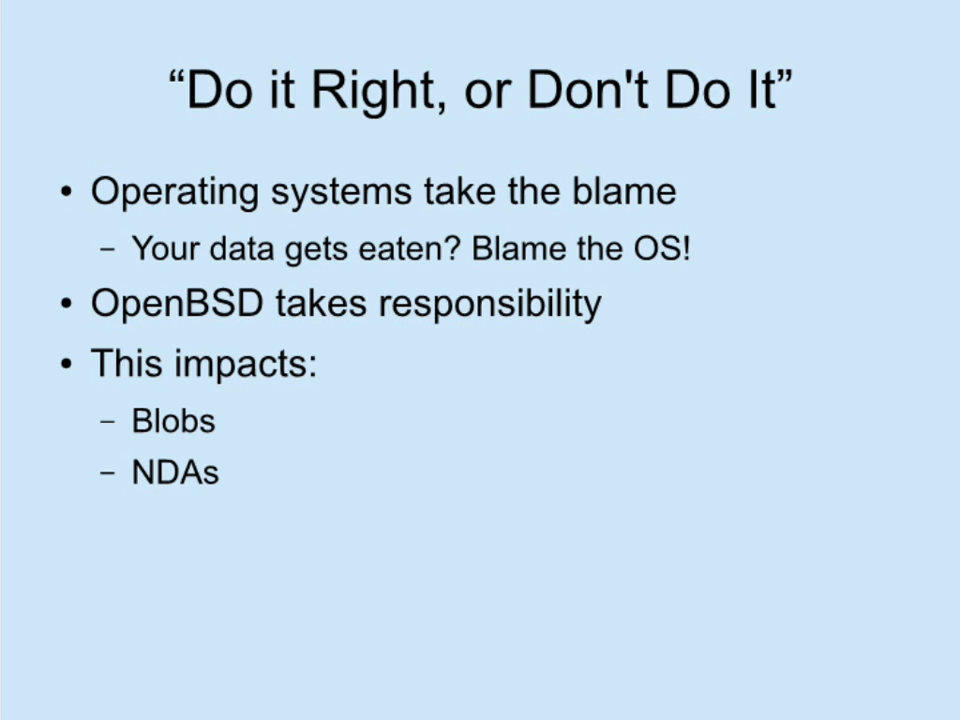 “Do it Right, or Don't Do It”
• Operating systems take the blame
– Your data gets eaten? Blame the OS!
• OpenBSD takes responsibility
• This impacts:
– Blobs
– NDAs